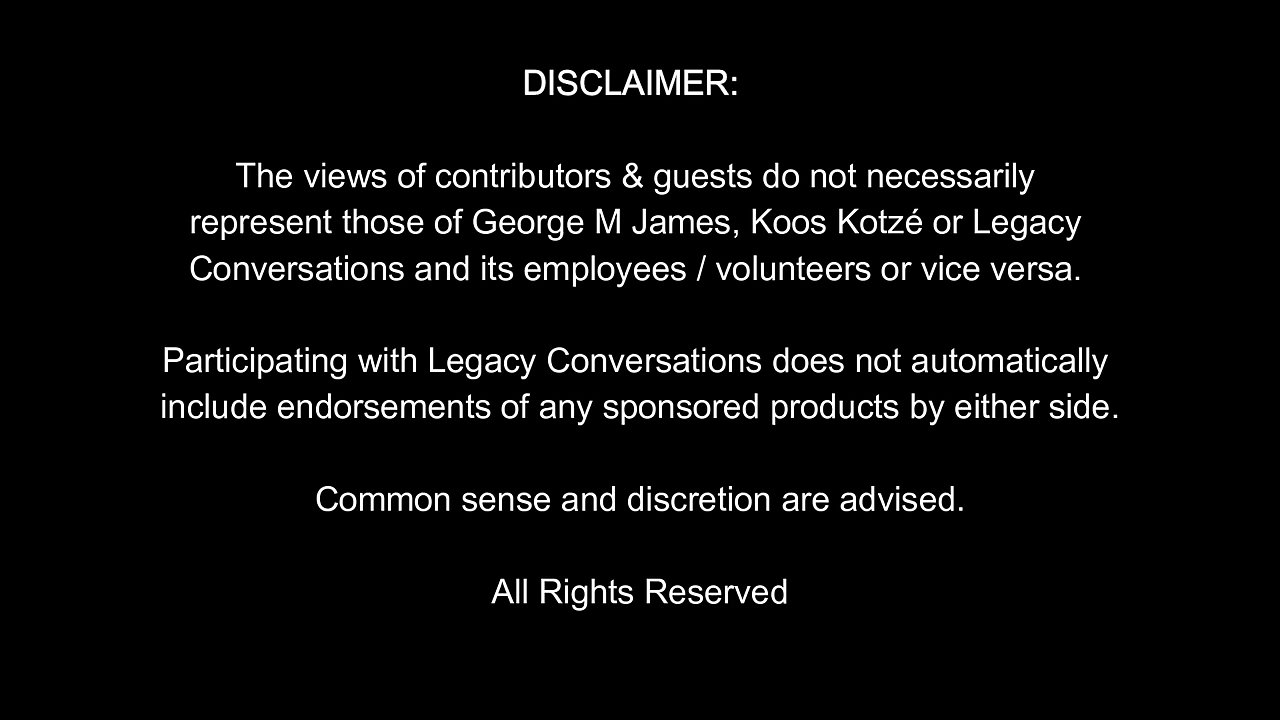 DISCLAIMER:
The views of contributors & guests do not necessarily
represent those of George M James, Koos Kotzé or Legacy
Conversations and its employees / volunteers or vice versa.
Participating with Legacy Conversations does not automatically
include endorsements of any sponsored products by either side.
Common sense and discretion are advised.
All Rights Reserved